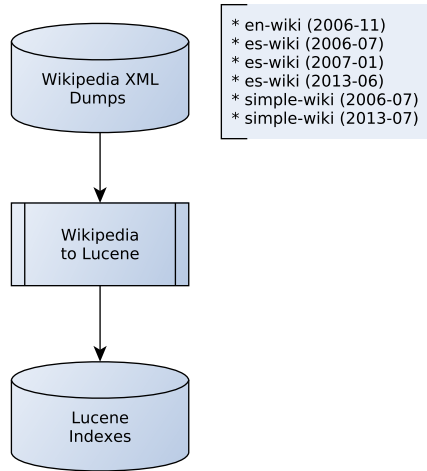 Wikipedia XML
Dumps
* en-wiki (2006-11)
* es-wiki (2006-07)
* es-wiki (2007-01)
* es-wiki (2013-06)
* simple-wiki (2006-07)
* simple-wiki (2013-07)
Wikipedia
to Lucene
Lucene
Indexes